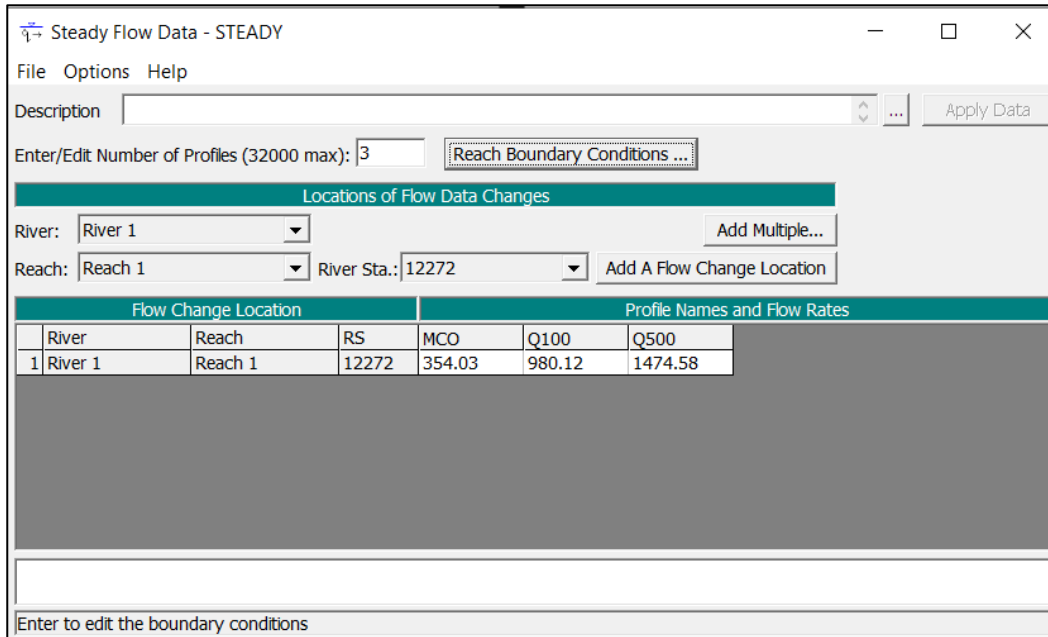 Steady Flow Data - STEADY
File Options Help
Description ... Apply Data
Enter/Edit Number of Profiles (32000 max): 3 Reach Boundary Conditions ...
Locations of Flow Data Changes
River: River 1 Add Multiple...
Reach: Reach 1 River Sta.: 12272 Add A Flow Change Location
Flow Change Location Profile Names and Flow Rates
River Reach RS MCO Q100 Q500
1 River 1 Reach 1 12272 354.03 980.12 1474.58
Enter to edit the boundary conditions